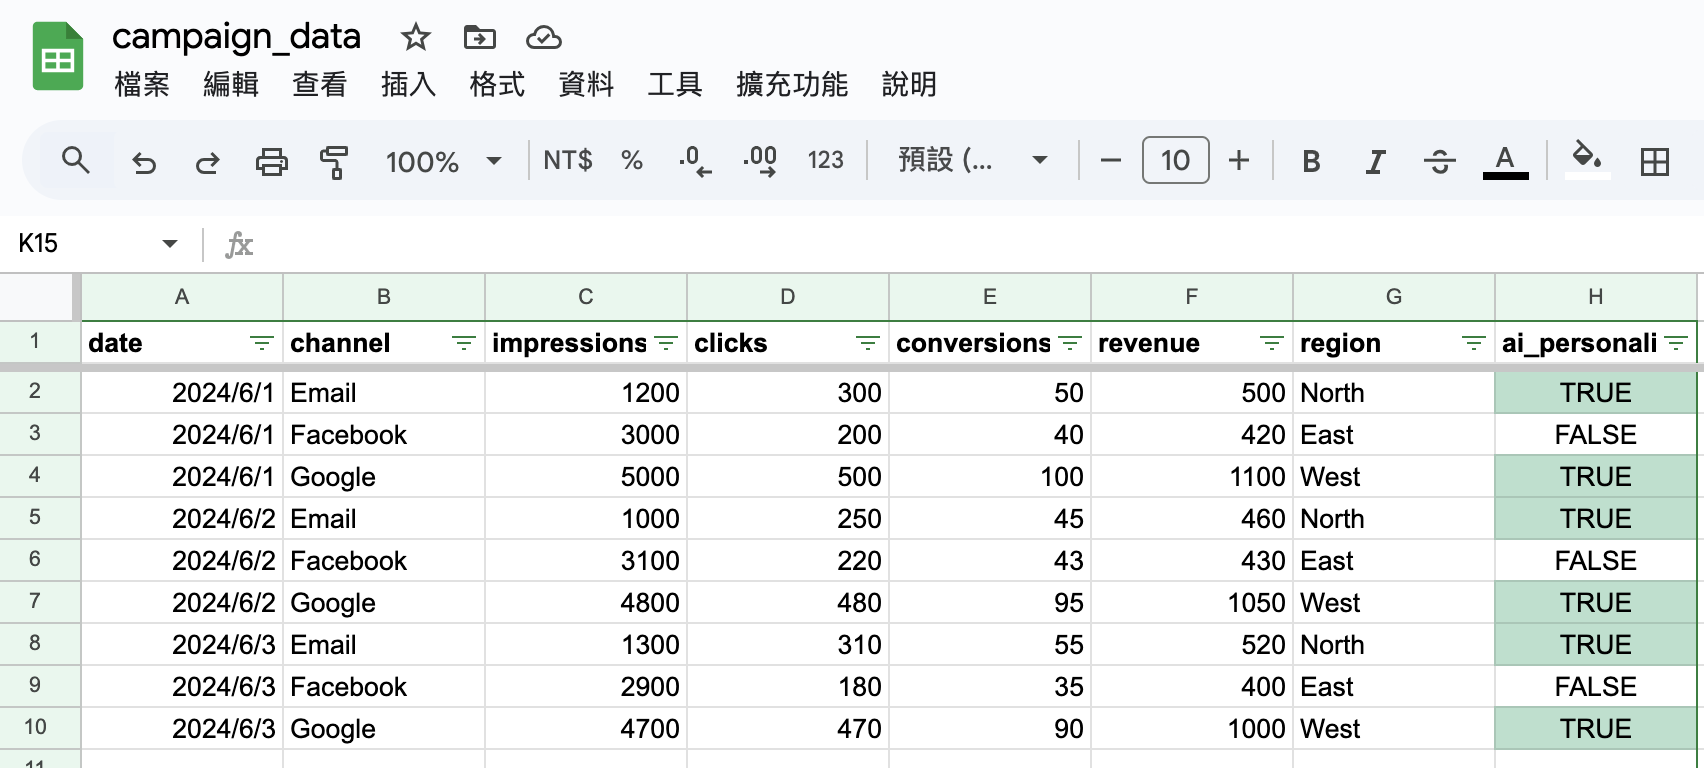 campaign_data
檔案 編輯 查看 插入 格式 資料 工具 擴充功能 說明
100% NT$ % .0 .00 123 預設 (... 10 B I S A
K15 fx
A B C D E F G H
1 date channel impressions clicks conversions revenue region ai_personali
2 2024/6/1 Email 1200 300 50 500 North TRUE
3 2024/6/1 Facebook 3000 200 40 420 East FALSE
4 2024/6/1 Google 5000 500 100 1100 West TRUE
5 2024/6/2 Email 1000 250 45 460 North TRUE
6 2024/6/2 Facebook 3100 220 43 430 East FALSE
7 2024/6/2 Google 4800 480 95 1050 West TRUE
8 2024/6/3 Email 1300 310 55 520 North TRUE
9 2024/6/3 Facebook 2900 180 35 400 East FALSE
10 2024/6/3 Google 4700 470 90 1000 West TRUE
11